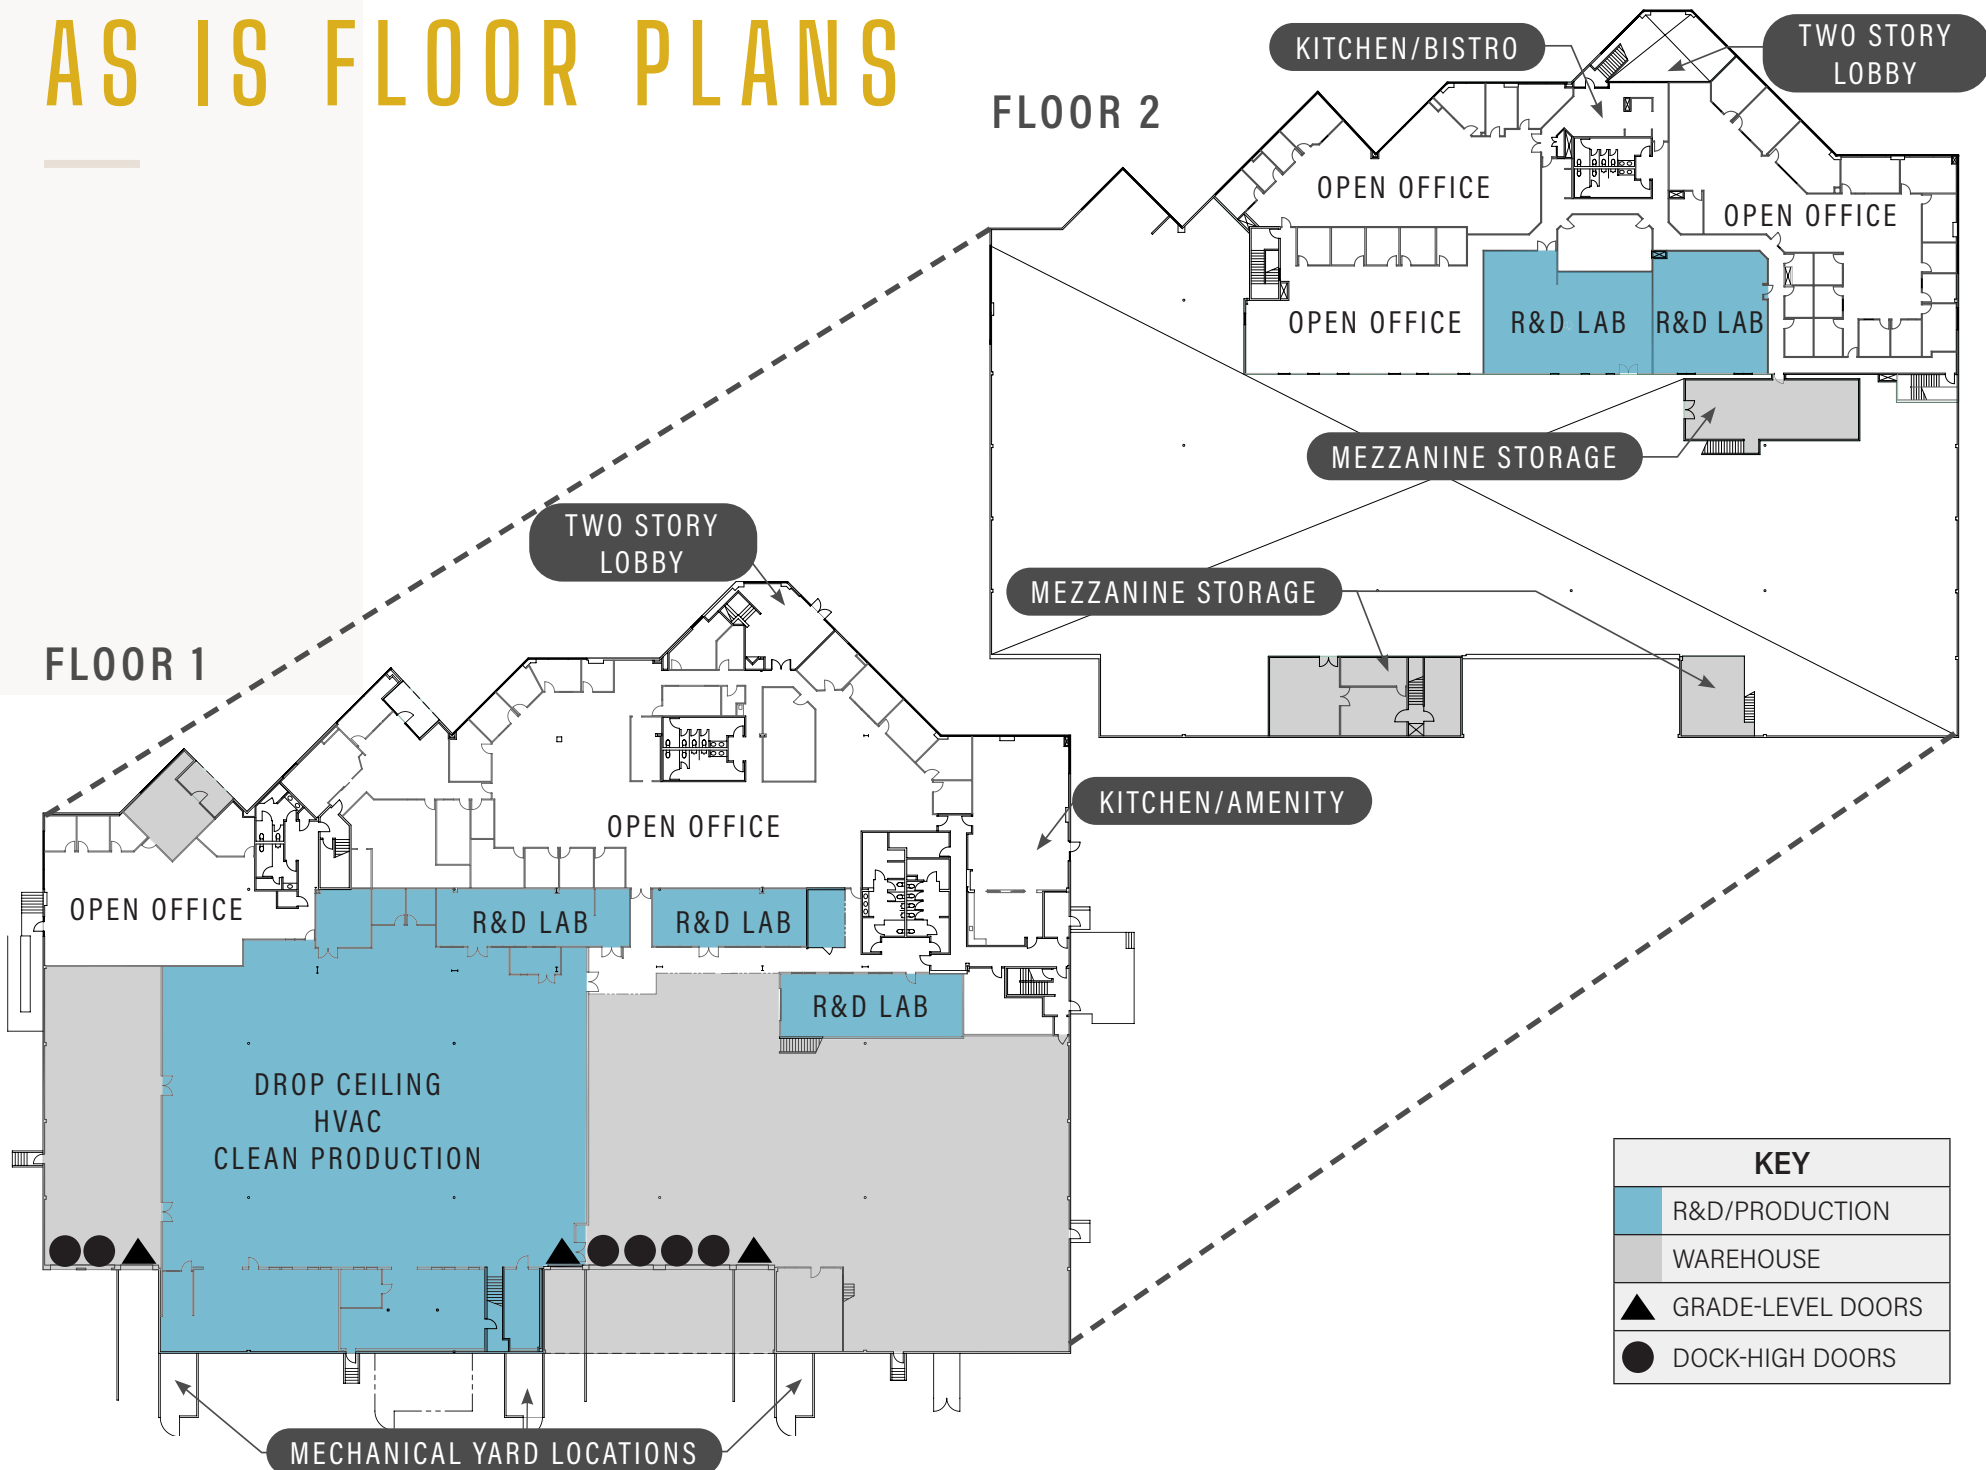 AS IS FLOOR PLANS
FLOOR 2
KITCHEN/BISTRO
TWO STORY
LOBBY
OPEN OFFICE
OPEN OFFICE
OPEN OFFICE
R&D LAB
R&D LAB
MEZZANINE STORAGE
MEZZANINE STORAGE
FLOOR 1
TWO STORY
LOBBY
KITCHEN/AMENITY
OPEN OFFICE
OPEN OFFICE
R&D LAB
R&D LAB
R&D LAB
DROP CEILING
HVAC
CLEAN PRODUCTION
MECHANICAL YARD LOCATIONS
KEY
R&D/PRODUCTION
WAREHOUSE
GRADE-LEVEL DOORS
DOCK-HIGH DOORS